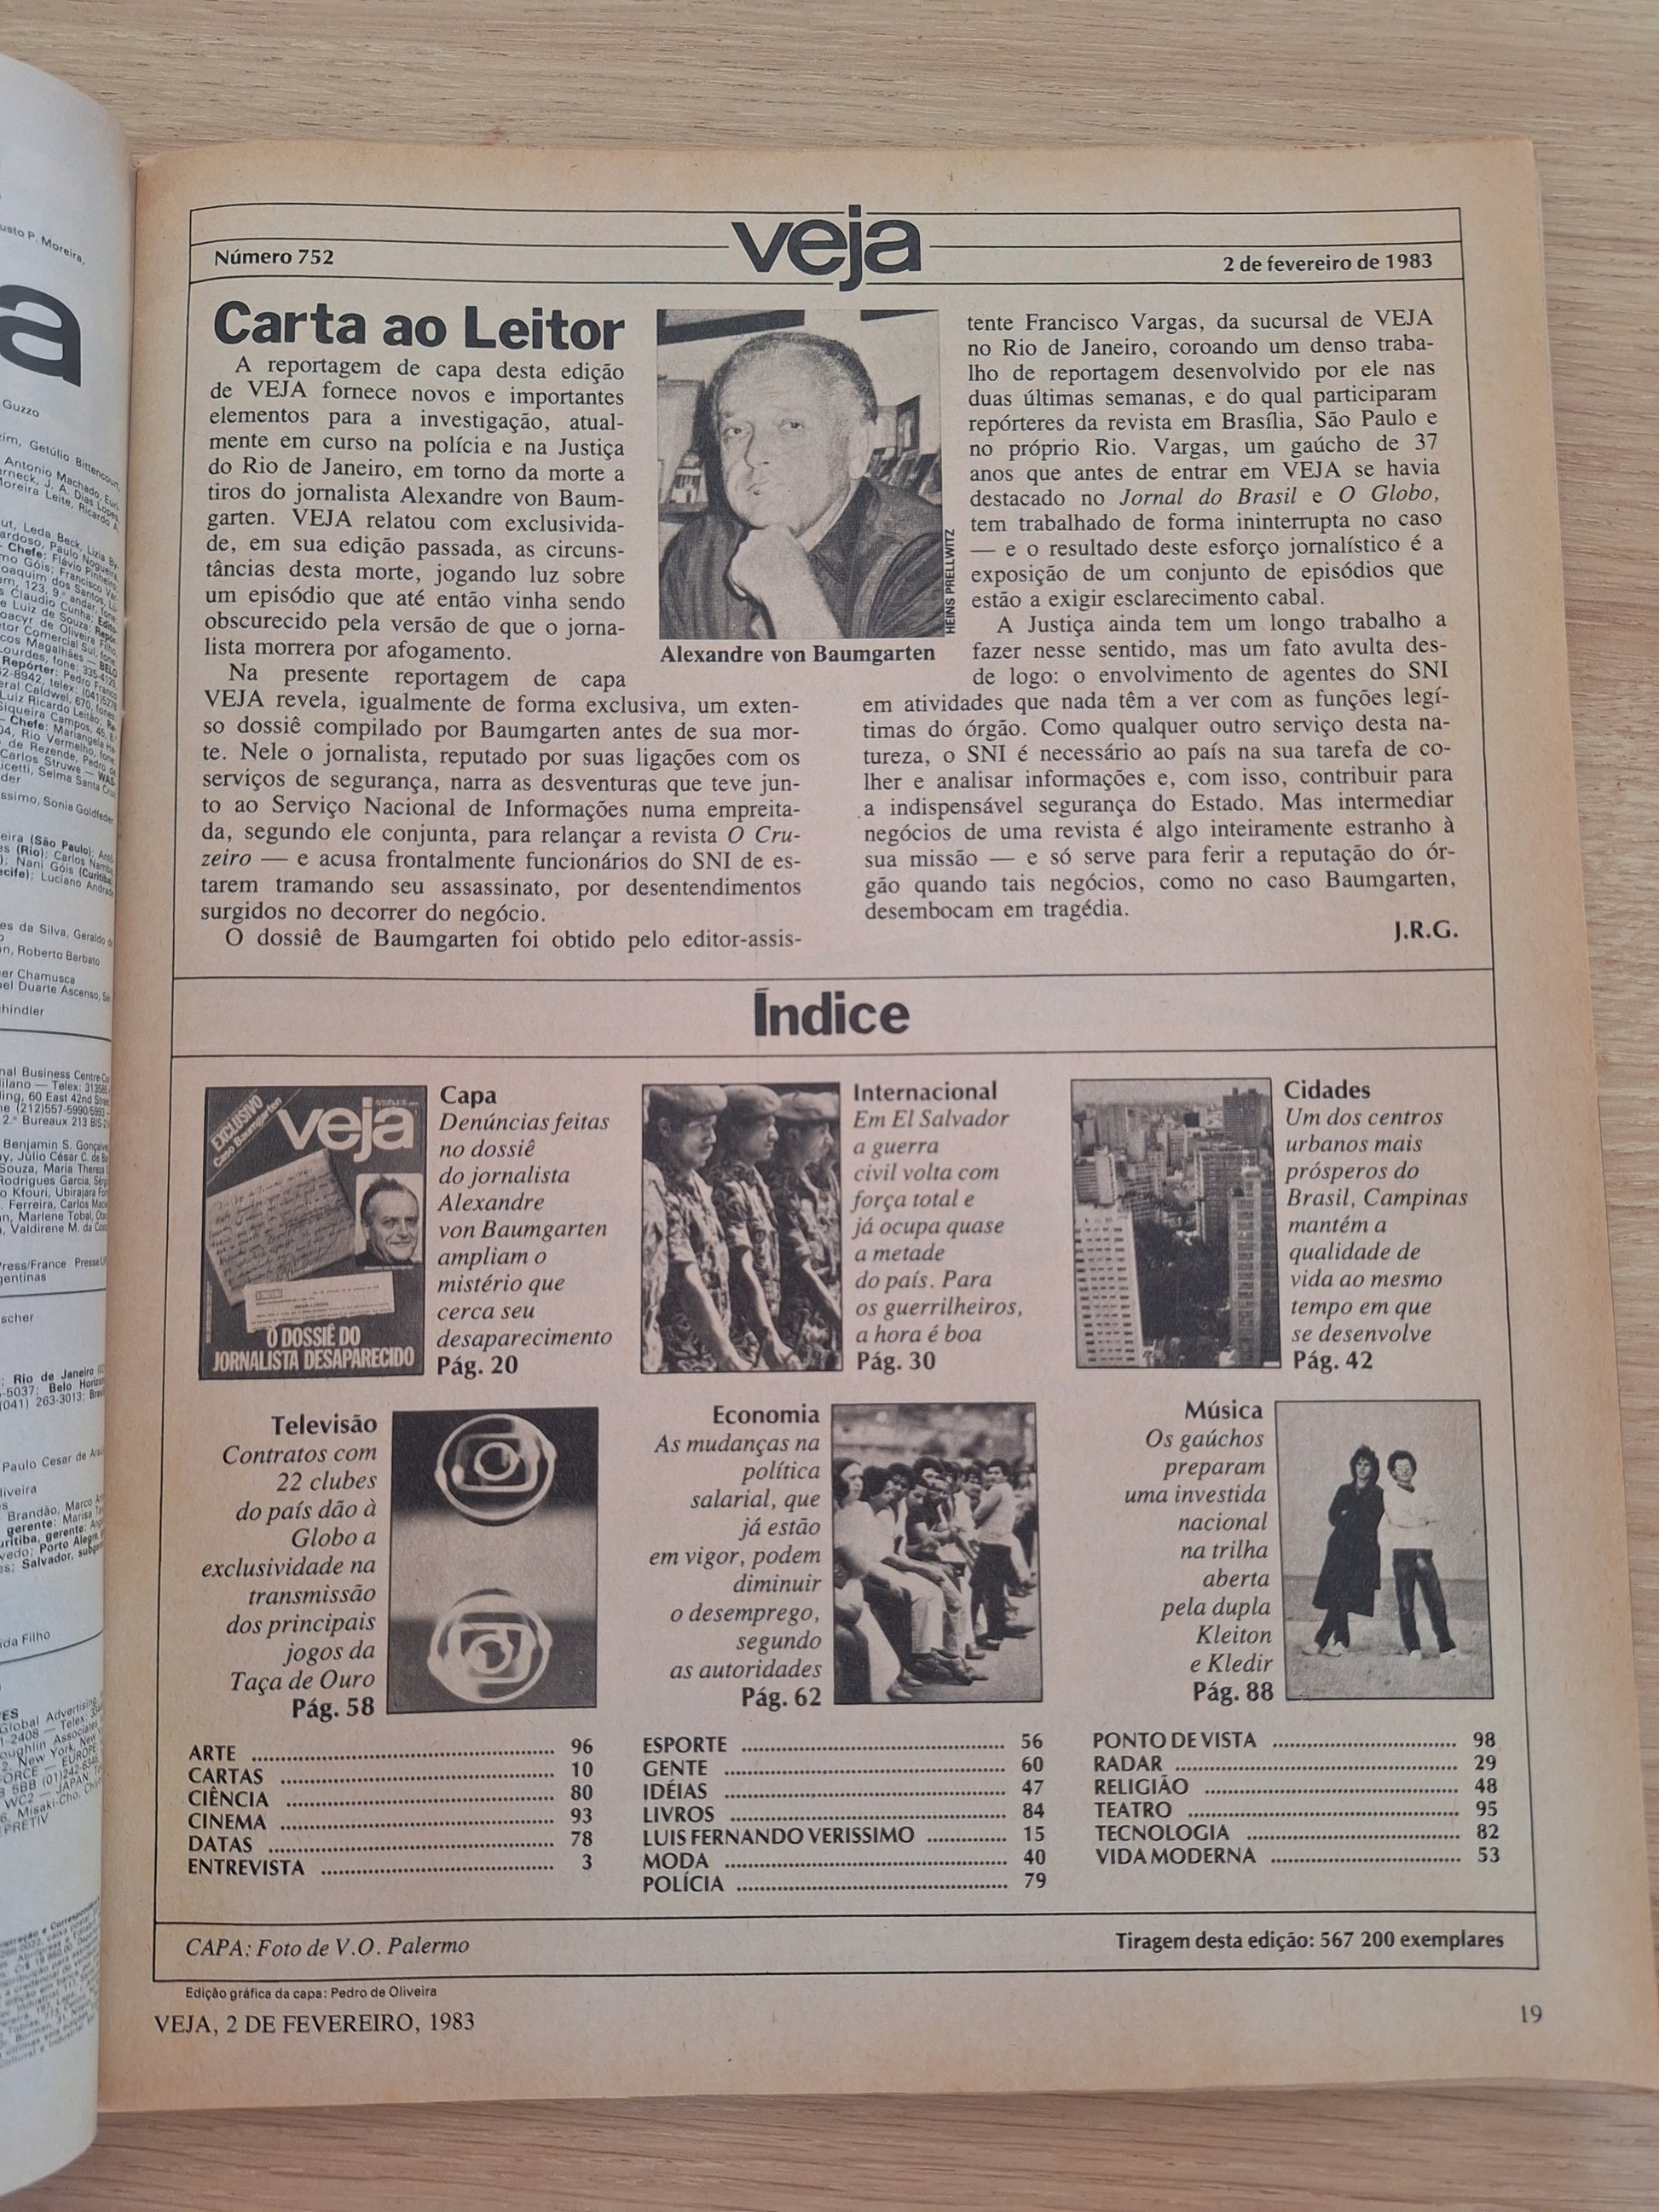 Número 752
veja
2 de fevereiro de 1983
Carta ao Leitor
A reportagem de capa desta edição
de VEJA fornece novos e importantes
elementos para a investigação, atual-
mente em curso na polícia e na Justiça
do Rio de Janeiro, em torno da morte a
tiros do jornalista Alexandre von Baum-
garten. VEJA relatou com exclusivida-
de, em sua edição passada, as circuns-
tâncias desta morte, jogando luz sobre
um episódio que até então vinha sendo
obscurecido pela versão de que o jorna-
lista morrera por afogamento.
Na presente reportagem de capa
VEJA revela, igualmente de forma exclusiva, um exten-
so dossiê compilado por Baumgarten antes de sua mor-
te. Nele o jornalista, reputado por suas ligações com os
serviços de segurança, narra as desventuras que teve jun-
to ao Serviço Nacional de Informações numa empreita-
da, segundo ele conjunta, para relançar a revista O Cru-
zeiro — e acusa frontalmente funcionários do SNI de es-
tarem tramando seu assassinato, por desentendimentos
surgidos no decorrer do negócio.
O dossiê de Baumgarten foi obtido pelo editor-assis-
HEINS PRELLWITZ
Alexandre von Baumgarten
tente Francisco Vargas, da sucursal de VEJA
no Rio de Janeiro, coroando um denso traba-
lho de reportagem desenvolvido por ele nas
duas últimas semanas, e do qual participaram
repórteres da revista em Brasília, São Paulo e
no próprio Rio. Vargas, um gaúcho de 37
anos que antes de entrar em VEJA se havia
destacado no Jornal do Brasil e O Globo,
tem trabalhado de forma ininterrupta no caso
— e o resultado deste esforço jornalístico é a
exposição de um conjunto de episódios que
estão a exigir esclarecimento cabal.
A Justiça ainda tem um longo trabalho a
fazer nesse sentido, mas um fato avulta des-
de logo: o envolvimento de agentes do SNI
em atividades que nada têm a ver com as funções legí-
timas do órgão. Como qualquer outro serviço desta na-
tureza, o SNI é necessário ao país na sua tarefa de co-
lher e analisar informações e, com isso, contribuir para
a indispensável segurança do Estado. Mas intermediar
negócios de uma revista é algo inteiramente estranho à
sua missão — e só serve para ferir a reputação do ór-
gão quando tais negócios, como no caso Baumgarten,
desembocam em tragédia.
J.R.G.
Índice
EXCLUSIVO
Caso Baumgarten
veja
O DOSSIÊ DO
JORNALISTA DESAPARECIDO
Capa
Denúncias feitas
no dossiê
do jornalista
Alexandre
von Baumgarten
ampliam o
mistério que
cerca seu
desaparecimento
Pág. 20
Internacional
Em El Salvador
a guerra
civil volta com
força total e
já ocupa quase
a metade
do país. Para
os guerrilheiros,
a hora é boa
Pág. 30
Cidades
Um dos centros
urbanos mais
prósperos do
Brasil, Campinas
mantém a
qualidade de
vida ao mesmo
tempo em que
se desenvolve
Pág. 42
Televisão
Contratos com
22 clubes
do país dão à
Globo a
exclusividade na
transmissão
dos principais
jogos da
Taça de Ouro
Pág. 58
Economia
As mudanças na
política
salarial, que
já estão
em vigor, podem
diminuir
o desemprego,
segundo
as autoridades
Pág. 62
Música
Os gaúchos
preparam
uma investida
nacional
na trilha
aberta
pela dupla
Kleiton
e Kledir
Pág. 88
ARTE 96
CARTAS 10
CIÊNCIA 80
CINEMA 93
DATAS 78
ENTREVISTA 3
ESPORTE 56
GENTE 60
IDÉIAS 47
LIVROS 84
LUIS FERNANDO VERISSIMO 15
MODA 40
POLÍCIA 79
PONTO DE VISTA 98
RADAR 29
RELIGIÃO 48
TEATRO 95
TECNOLOGIA 82
VIDA MODERNA 53
CAPA: Foto de V.O. Palermo
Tiragem desta edição: 567 200 exemplares
Edição gráfica da capa: Pedro de Oliveira
VEJA, 2 DE FEVEREIRO, 1983
19